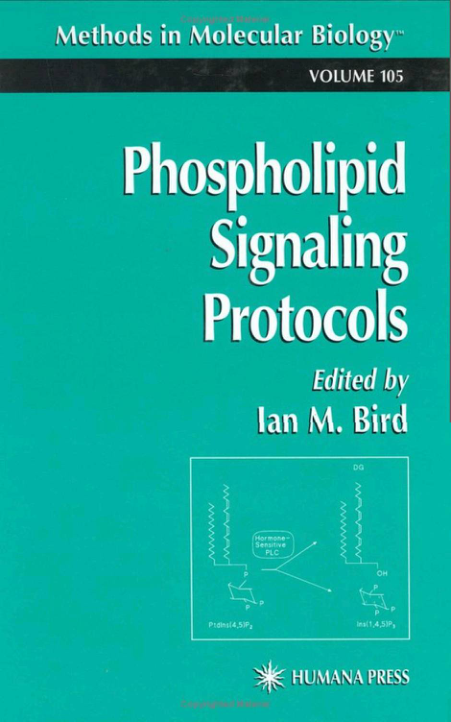 Methods in Molecular Biology™
VOLUME 105
Phospholipid
Signaling
Protocols
Edited by
Ian M. Bird
DG
Hormone-
Sensitive
PLC
P
OH
P
P
P
P
P
P
PtdIns(4,5)P₂
Ins(1,4,5)P₃
HUMANA PRESS